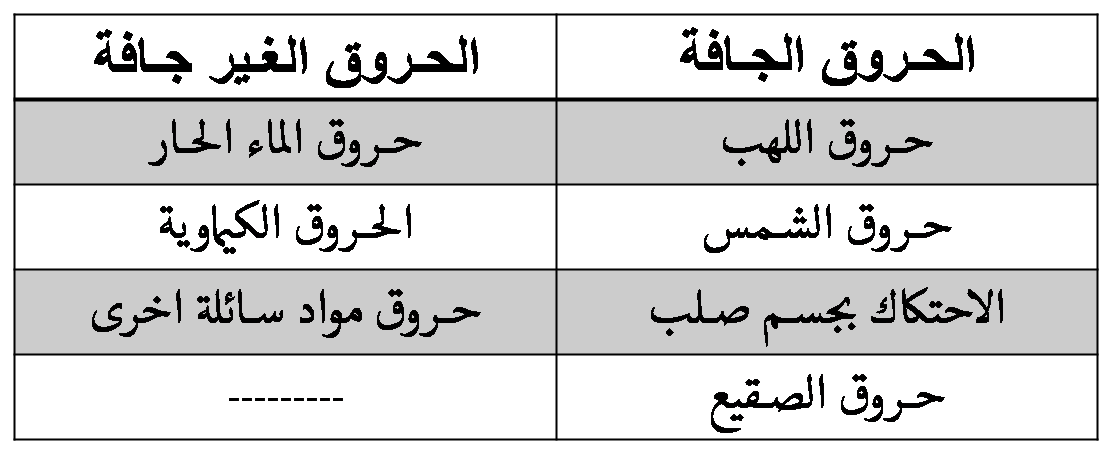 الحروق الجافة الحروق الغير جافة
حروق اللهب حروق الماء الحار
حروق الشمس الحروق الكيماوية
الاحتكاك بجسم صلب حروق مواد سائلة اخرى
حروق الصقيع ---------